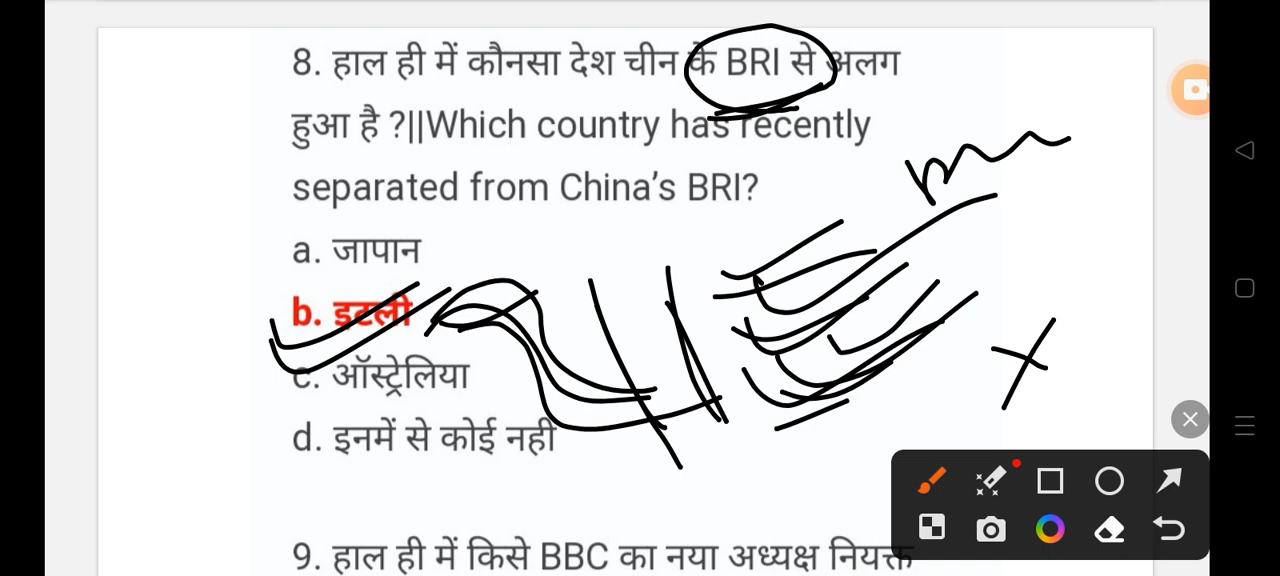 8. हाल ही में कौनसा देश चीन के BRI से अलग
हुआ है ?||Which country has recently
separated from China’s BRI?
a. जापान
b. इटली
c. ऑस्ट्रेलिया
d. इनमें से कोई नही
9. हाल ही में किसे BBC का नया अध्यक्ष नियुक्त